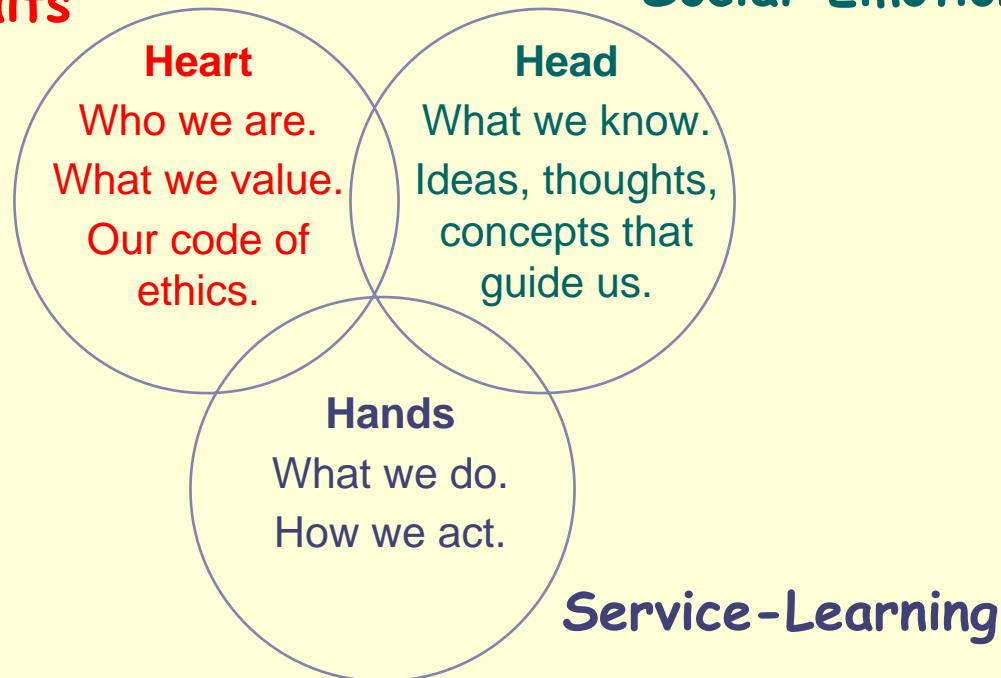 Heart
Who we are.
What we value.
Our code of
ethics.
Head
What we know.
Ideas, thoughts,
concepts that
guide us.
Hands
What we do.
How we act.
Service-Learning